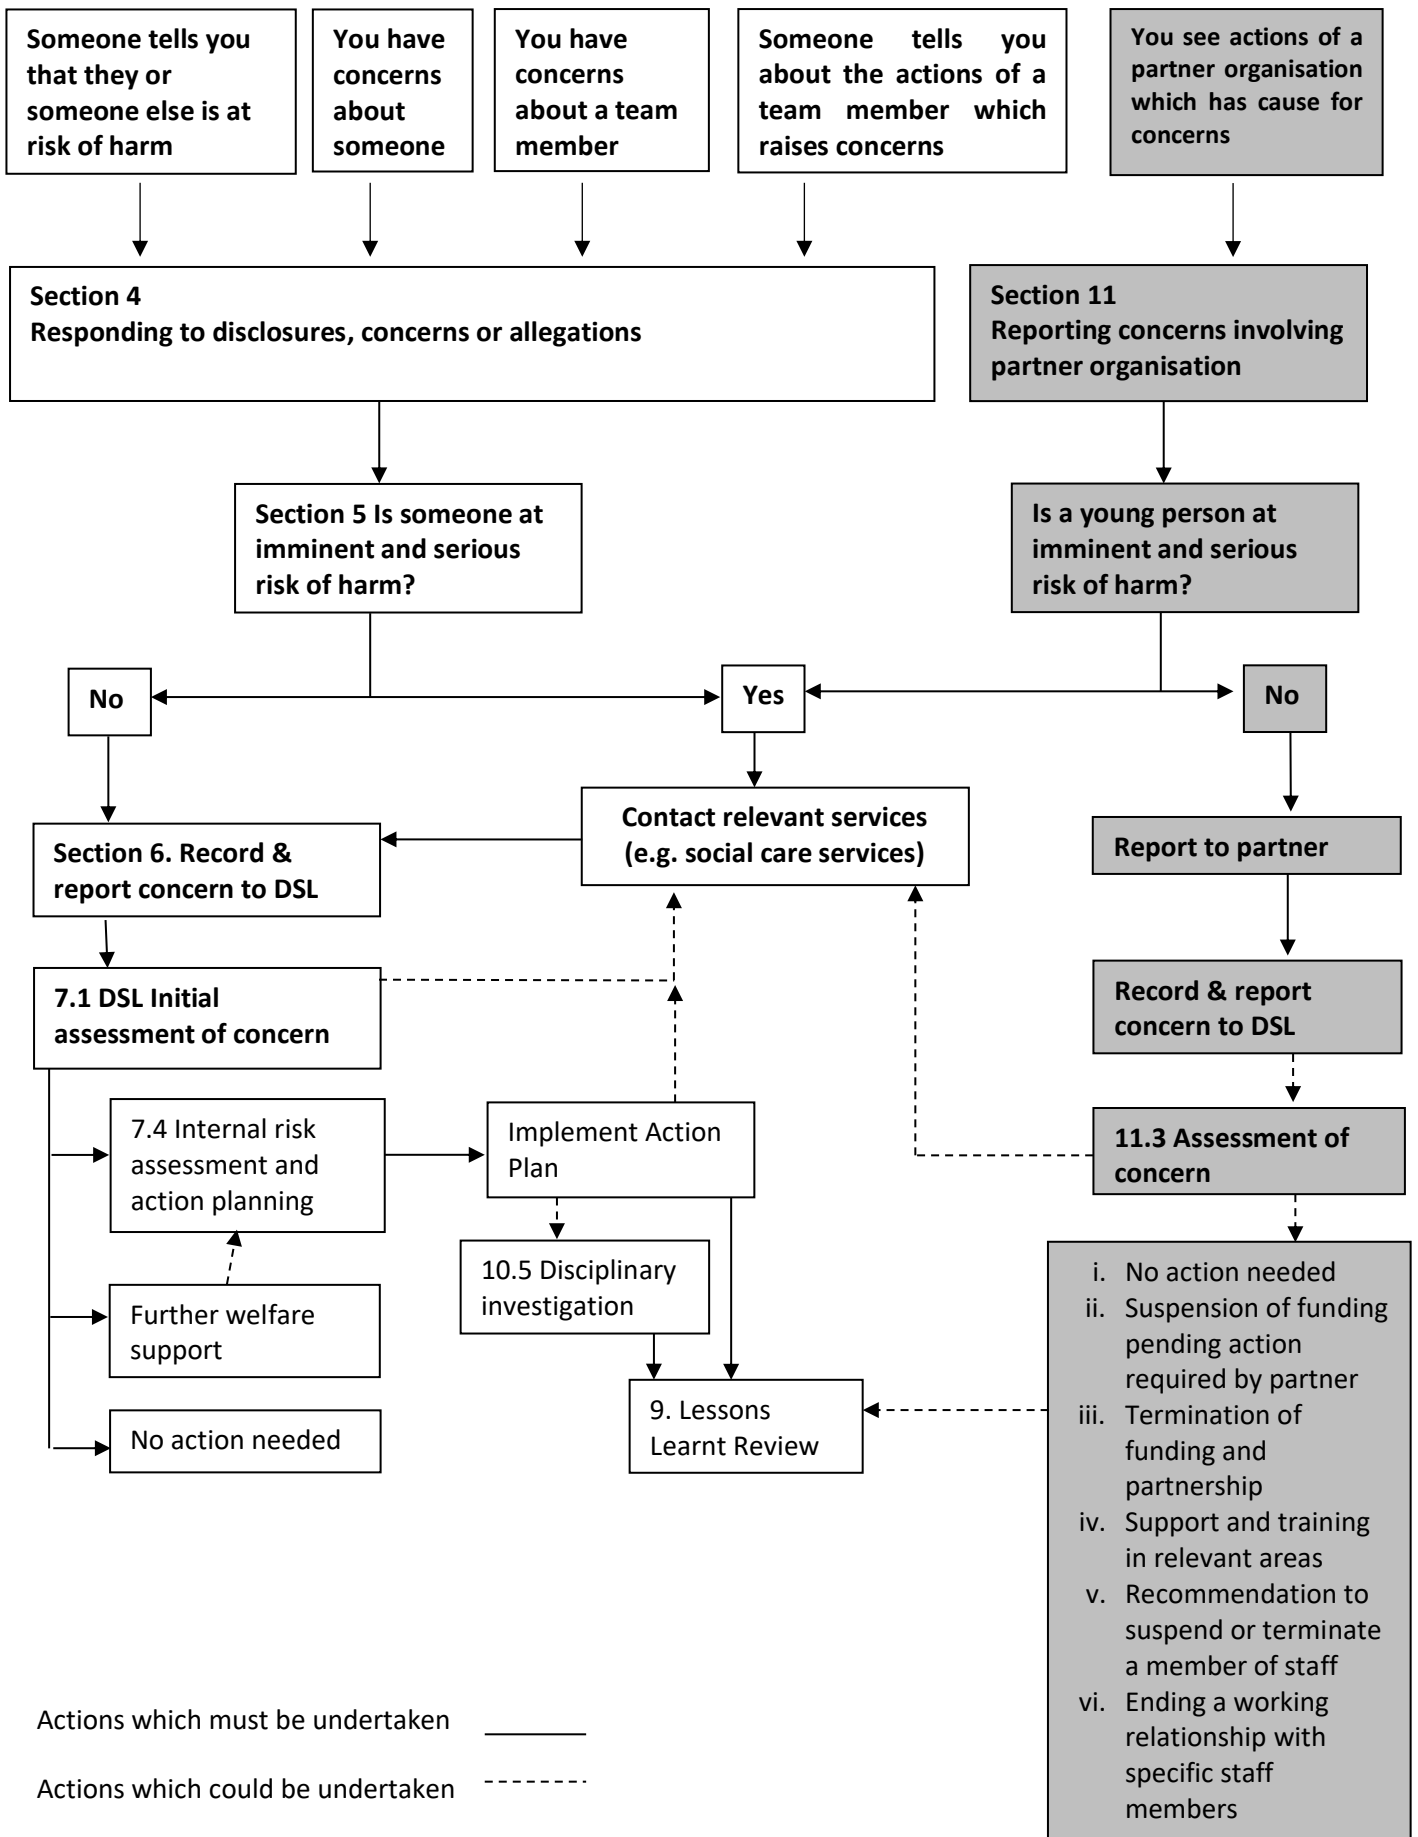 Someone tells you
that they or
someone else is at
risk of harm
You have
concerns
about
someone
You have
concerns
about a team
member
Someone tells you
about the actions of a
team member which
raises concerns
You see actions of a
partner organisation
which has cause for
concerns
Section 4
Responding to disclosures, concerns or allegations
Section 11
Reporting concerns involving
partner organisation
Section 5 Is someone at
imminent and serious
risk of harm?
Is a young person at
imminent and serious
risk of harm?
No
Yes
No
Contact relevant services
(e.g. social care services)
Section 6. Record &
report concern to DSL
Report to partner
7.1 DSL Initial
assessment of concern
Record & report
concern to DSL
7.4 Internal risk
assessment and
action planning
Implement Action
Plan
11.3 Assessment of
concern
10.5 Disciplinary
investigation
Further welfare
support
9. Lessons
Learnt Review
No action needed
i. No action needed
ii. Suspension of funding
pending action
required by partner
iii. Termination of
funding and
partnership
iv. Support and training
in relevant areas
v. Recommendation to
suspend or terminate
a member of staff
vi. Ending a working
relationship with
specific staff
members
Actions which must be undertaken
Actions which could be undertaken